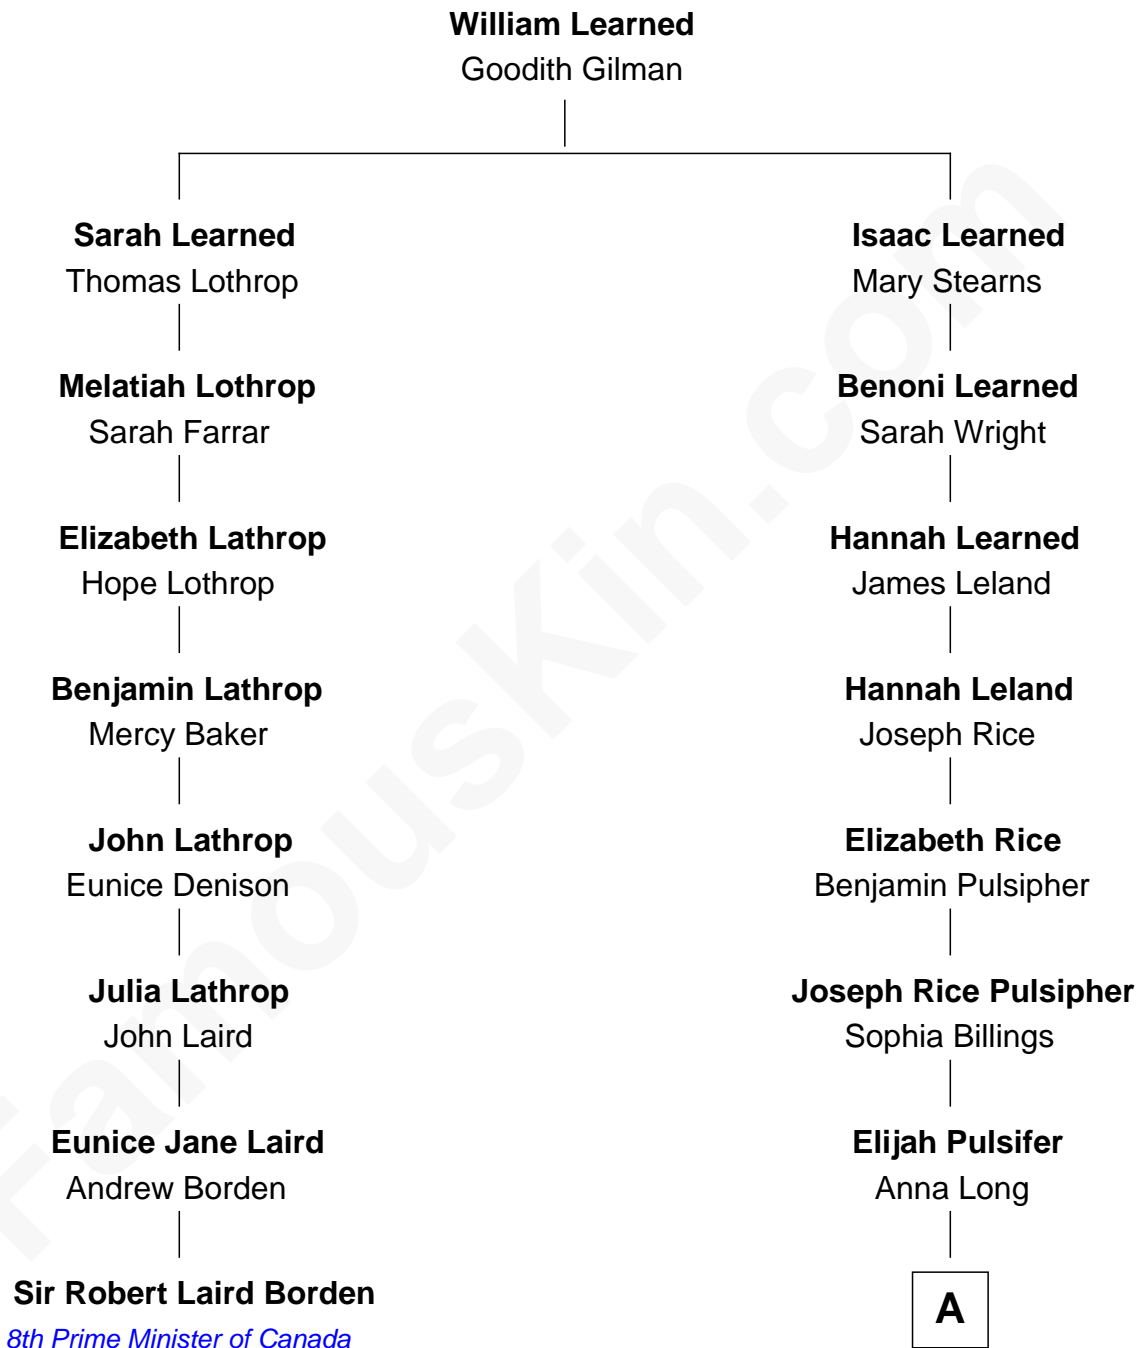 William Learned
Goodith Gilman
Sarah Learned
Thomas Lothrop
Isaac Learned
Mary Stearns
Melatiah Lothrop
Sarah Farrar
Benoni Learned
Sarah Wright
Elizabeth Lathrop
Hope Lothrop
Hannah Learned
James Leland
Benjamin Lathrop
Mercy Baker
Hannah Leland
Joseph Rice
John Lathrop
Eunice Denison
Elizabeth Rice
Benjamin Pulsipher
Julia Lathrop
John Laird
Joseph Rice Pulsipher
Sophia Billings
Eunice Jane Laird
Andrew Borden
Elijah Pulsifer
Anna Long
Sir Robert Laird Borden
8th Prime Minister of Canada
A
FamousKin.com